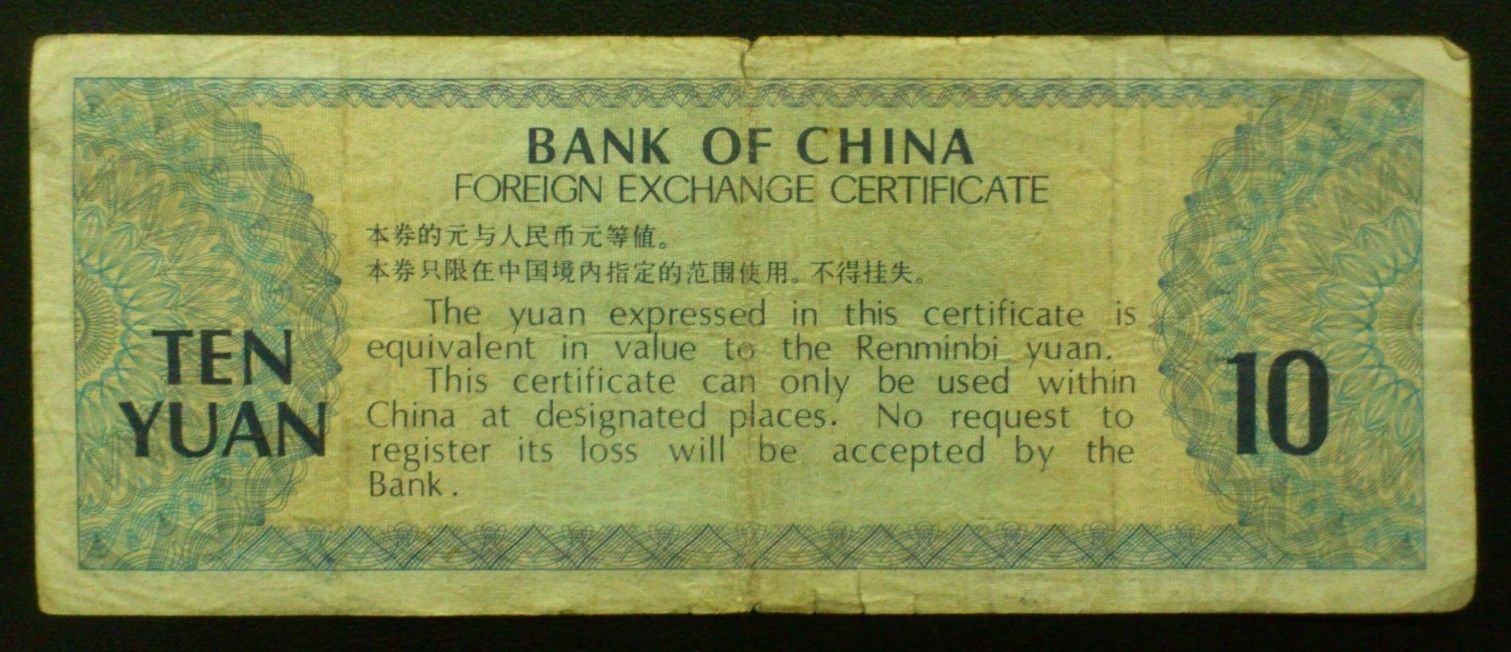 BANK OF CHINA
FOREIGN EXCHANGE CERTIFICATE
本券的元与人民币元等值。
本券只限在中国境内指定的范围使用。不得挂失。
The yuan expressed in this certificate is
equivalent in value to the Renminbi yuan.
This certificate can only be used within
China at designated places. No request to
register its loss will be accepted by the
Bank.
TEN
YUAN
10